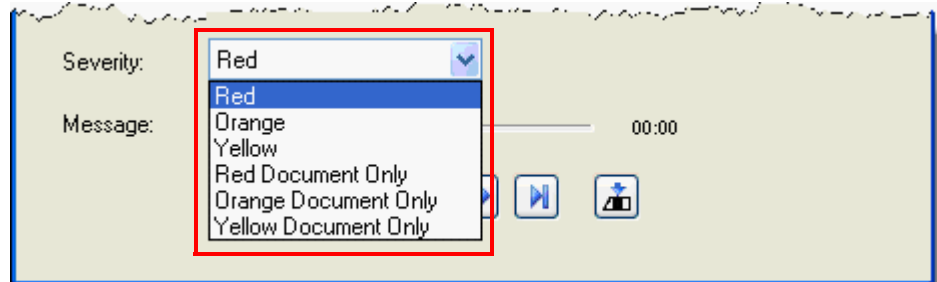 Severity:
Red
Red
Message:
Orange
00:00
Yellow
Red Document Only
Orange Document Only
Yellow Document Only